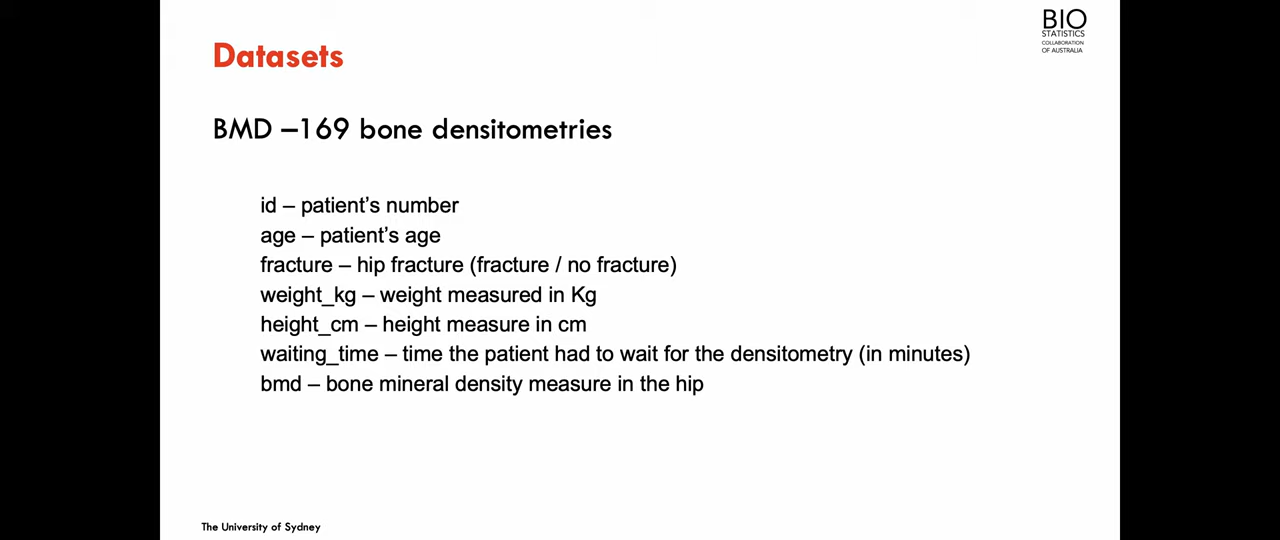 BIO
STATISTICS
COLLABORATION
OF AUSTRALIA
Datasets
BMD –169 bone densitometries
id – patient’s number
age – patient’s age
fracture – hip fracture (fracture / no fracture)
weight_kg – weight measured in Kg
height_cm – height measure in cm
waiting_time – time the patient had to wait for the densitometry (in minutes)
bmd – bone mineral density measure in the hip
The University of Sydney